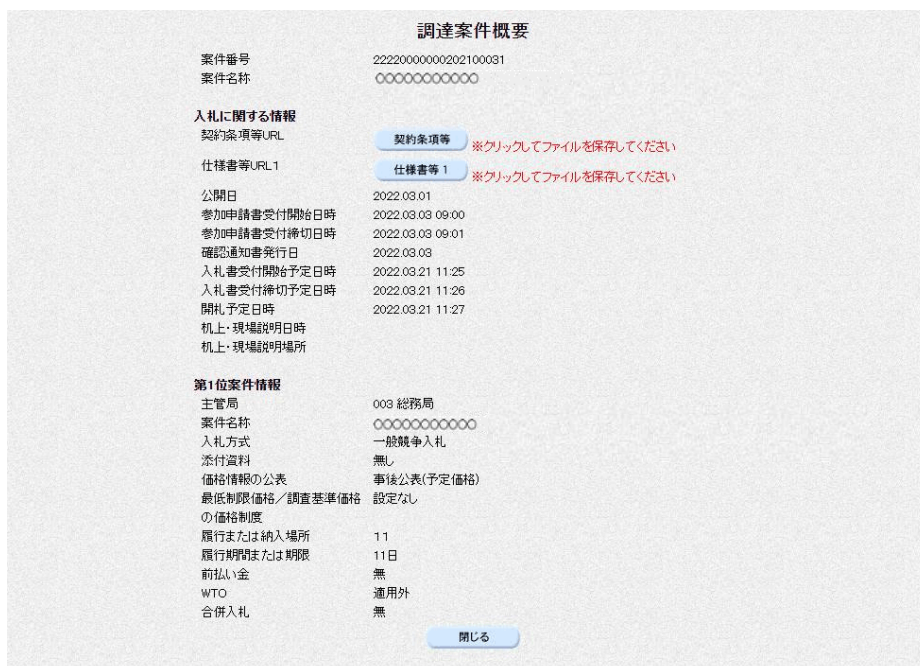 調達案件概要
案件番号 22220000000202100031
案件名称 ○○○○○○○○○○○
入札に関する情報
契約条項等URL 契約条項等 ※クリックしてファイルを保存してください
仕様書等URL1 仕様書等1 ※クリックしてファイルを保存してください
公開日 2022.03.01
参加申請書受付開始日時 2022.03.03 09:00
参加申請書受付締切日時 2022.03.03 09:01
確認通知書発行日 2022.03.03
入札書受付開始予定日時 2022.03.21 11:25
入札書受付締切予定日時 2022.03.21 11:26
開札予定日時 2022.03.21 11:27
机上・現場説明日時
机上・現場説明場所
第1位案件情報
主管局 003 総務局
案件名称 ○○○○○○○○○○○
入札方式 一般競争入札
添付資料 無し
価格情報の公表 事後公表(予定価格)
最低制限価格／調査基準価格 設定なし
の価格制度
履行または納入場所 11
履行期間または期限 11日
前払い金 無
WTO 適用外
合併入札 無
閉じる